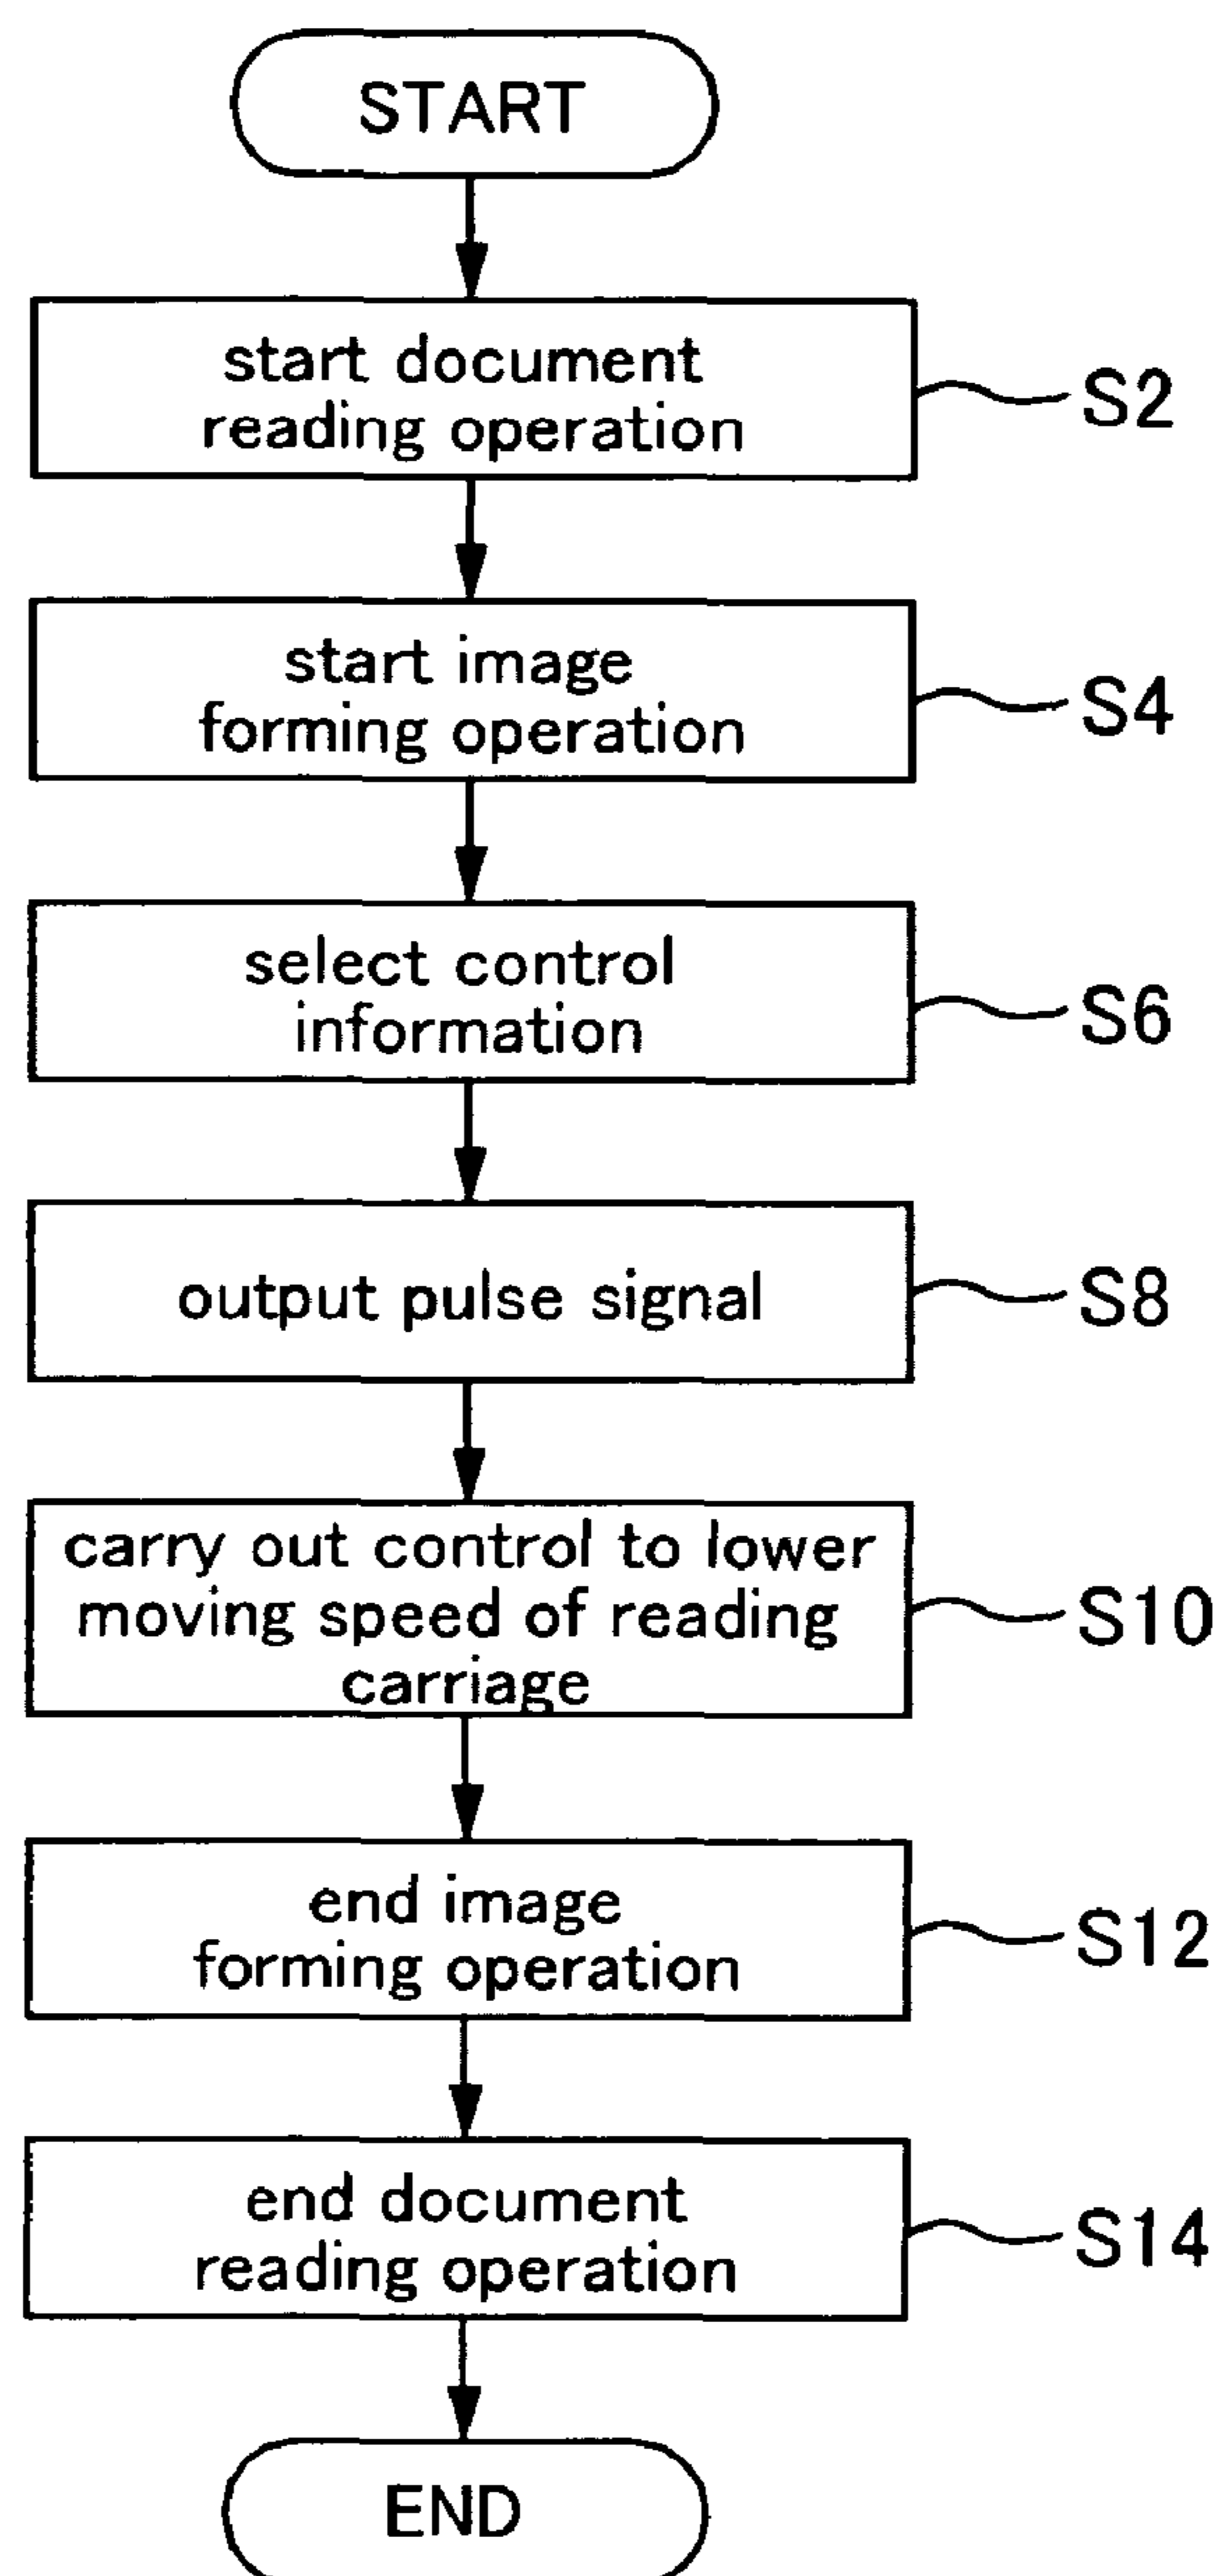 START
start document
reading operation
S2
start image
forming operation
S4
select control
information
S6
output pulse signal
S8
carry out control to lower
moving speed of reading
carriage
S10
end image
forming operation
S12
end document
reading operation
S14
END